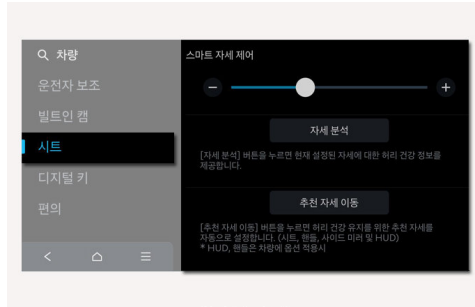 차량
스마트 자세 제어
운전자 보조
빌트인 캠
시트
디지털 키
편의
자세 분석
[자세 분석] 버튼을 누르면 현재 설정된 자세에 대한 허리 건강 정보를
제공합니다.
추천 자세 이동
[추천 자세 이동] 버튼을 누르면 허리 건강 유지를 위한 추천 자세를
자동으로 설정합니다. (시트, 핸들, 사이드 미러 및 HUD)
* HUD, 핸들은 차량에 옵션 적용시